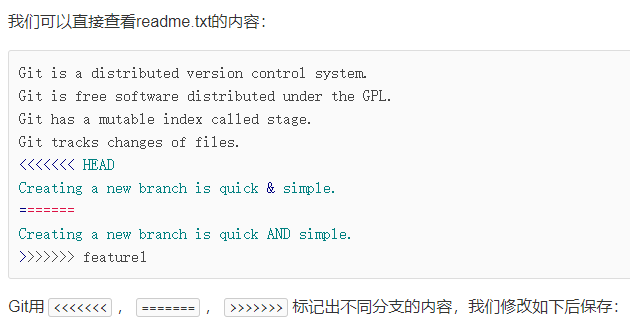 我们可以直接查看readme.txt的内容：
Git is a distributed version control system.
Git is free software distributed under the GPL.
Git has a mutable index called stage.
Git tracks changes of files.
<<<<<<< HEAD
Creating a new branch is quick & simple.
=======
Creating a new branch is quick AND simple.
>>>>>>> feature1
Git用 <<<<<<< ， ======= ， >>>>>>> 标记出不同分支的内容，我们修改如下后保存：